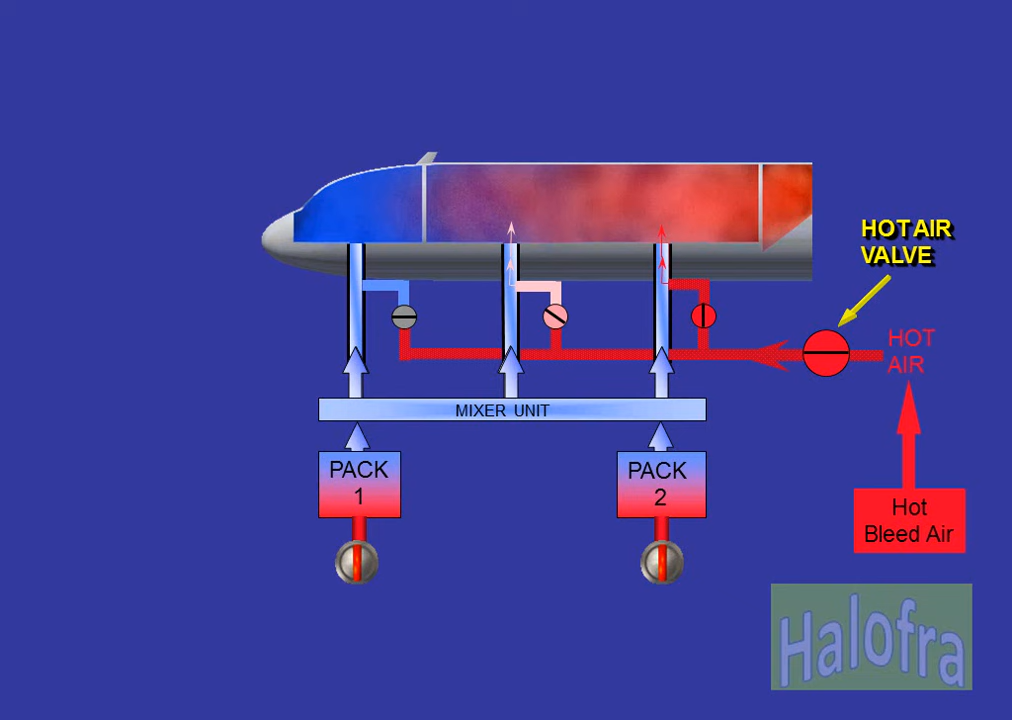 HOT AIR
VALVE
HOT
AIR
MIXER UNIT
PACK
1
PACK
2
Hot
Bleed Air
Halofra